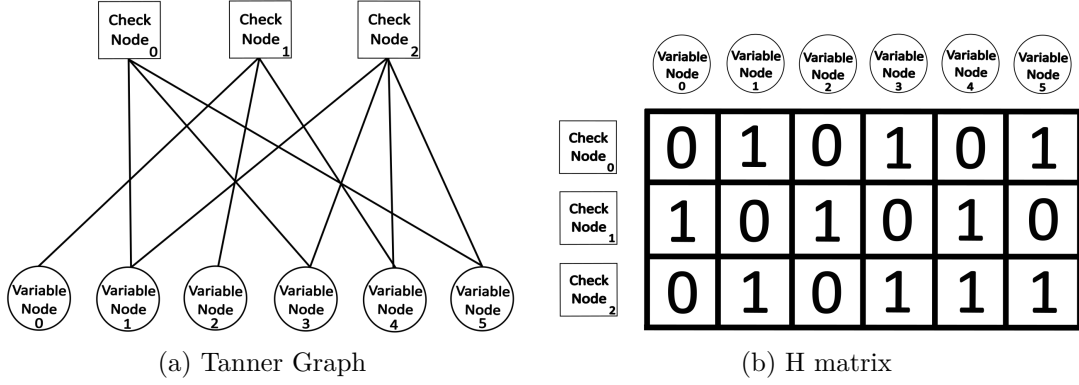 Check
Node
0
Check
Node
1
Check
Node
2
Variable
Node
0
Variable
Node
1
Variable
Node
2
Variable
Node
3
Variable
Node
4
Variable
Node
5
(a) Tanner Graph
Variable
Node
0
Variable
Node
1
Variable
Node
2
Variable
Node
3
Variable
Node
4
Variable
Node
5
Check
Node
0
0 1 0 1 0 1
Check
Node
1
1 0 1 0 1 0
Check
Node
2
0 1 0 1 1 1
(b) H matrix